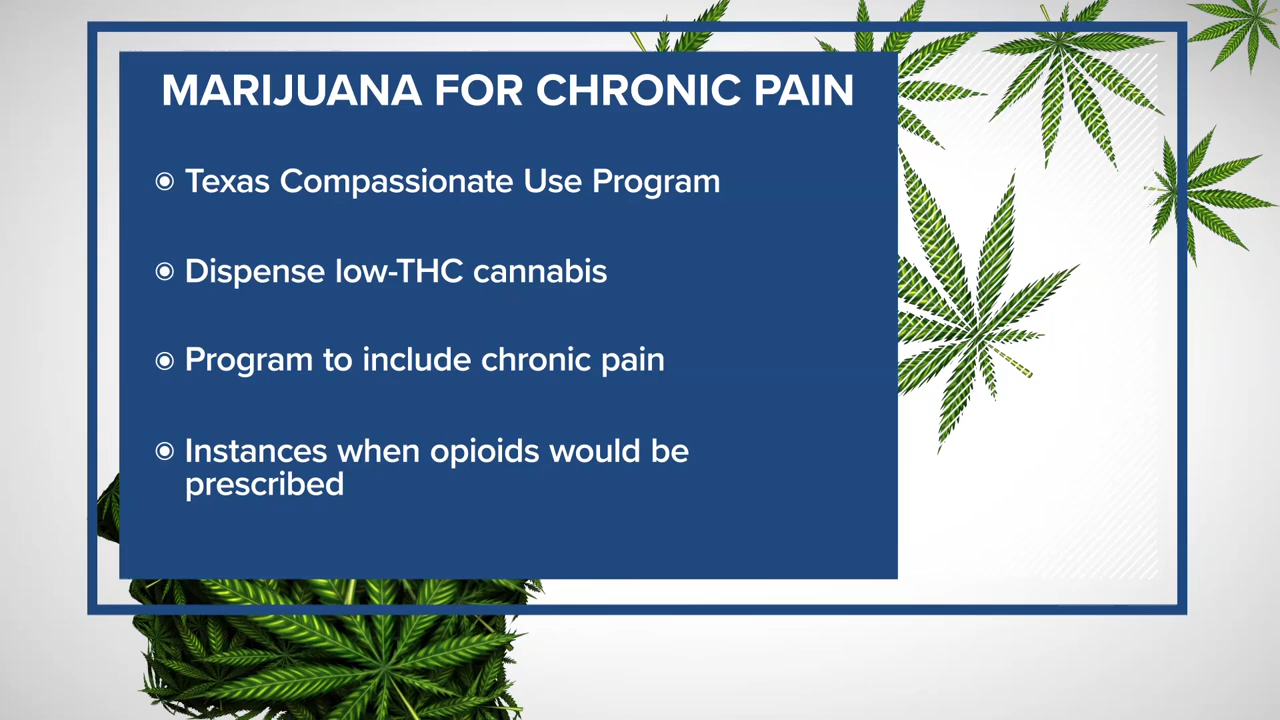 MARIJUANA FOR CHRONIC PAIN
Texas Compassionate Use Program
Dispense low-THC cannabis
Program to include chronic pain
Instances when opioids would be
prescribed